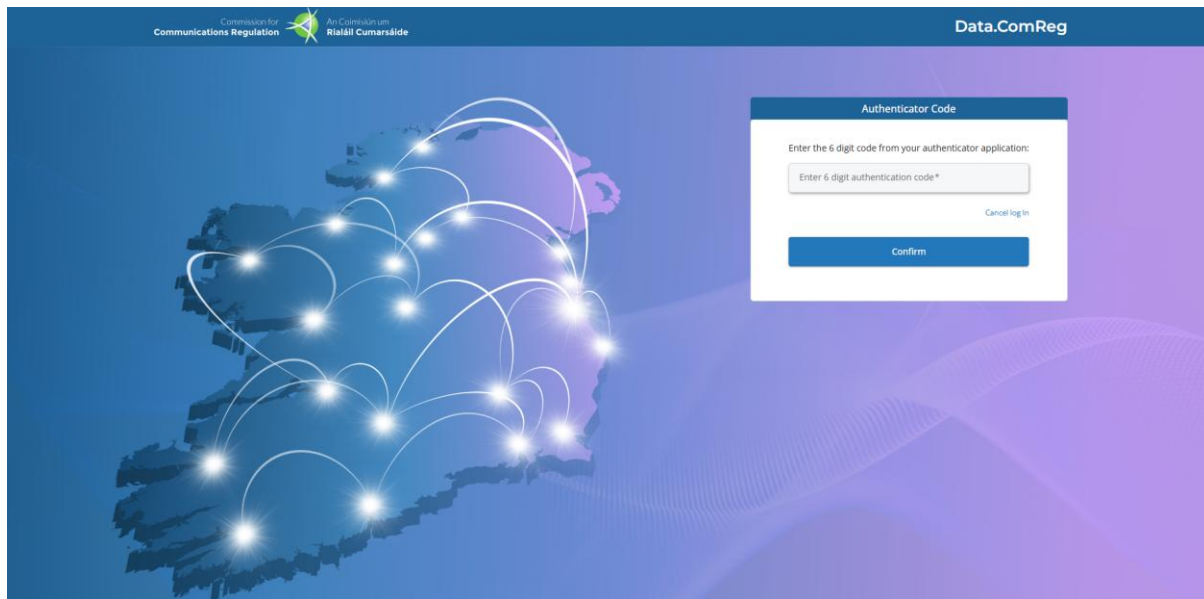 Commission for
Communications Regulation
An Coimisiún um
Rialáil Cumarsáide
Data.ComReg
Authenticator Code
Enter the 6 digit code from your authenticator application:
Enter 6 digit authentication code*
Cancel log In
Confirm